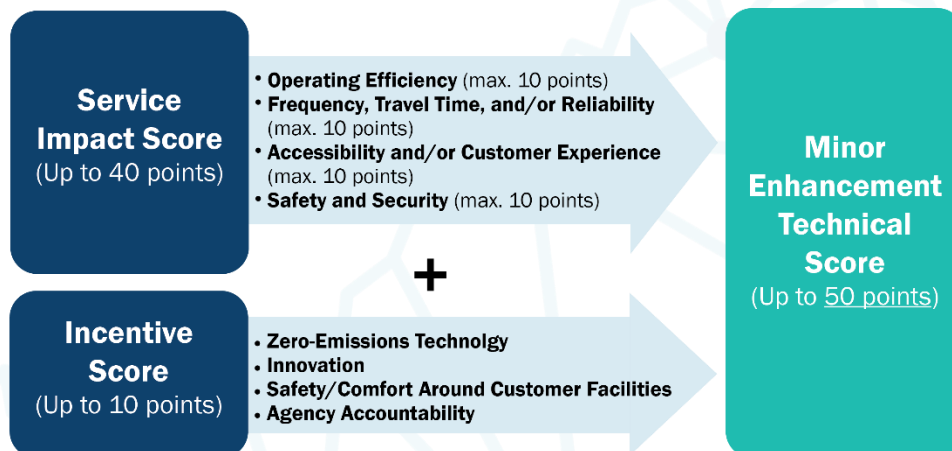 Service
Impact Score
(Up to 40 points)
• Operating Efficiency (max. 10 points)
• Frequency, Travel Time, and/or Reliability
(max. 10 points)
• Accessibility and/or Customer Experience
(max. 10 points)
• Safety and Security (max. 10 points)
+
Incentive
Score
(Up to 10 points)
• Zero-Emissions Technolgy
• Innovation
• Safety/Comfort Around Customer Facilities
• Agency Accountability
Minor
Enhancement
Technical
Score
(Up to 50 points)